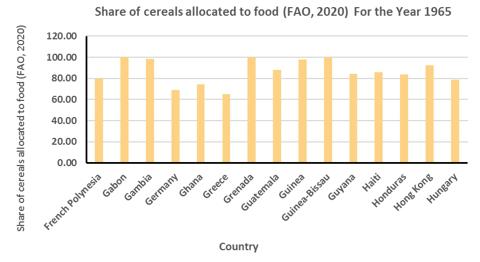 Share of cereals allocated to food (FAO, 2020)  For the Year 1965
Share of cereals allocated to food (FAO, 2020)
120.00
100.00
80.00
60.00
40.00
20.00
0.00
French Polynesia
Gabon
Gambia
Germany
Ghana
Greece
Grenada
Guatemala
Guinea
Guinea-Bissau
Guyana
Haiti
Honduras
Hong Kong
Hungary
Country